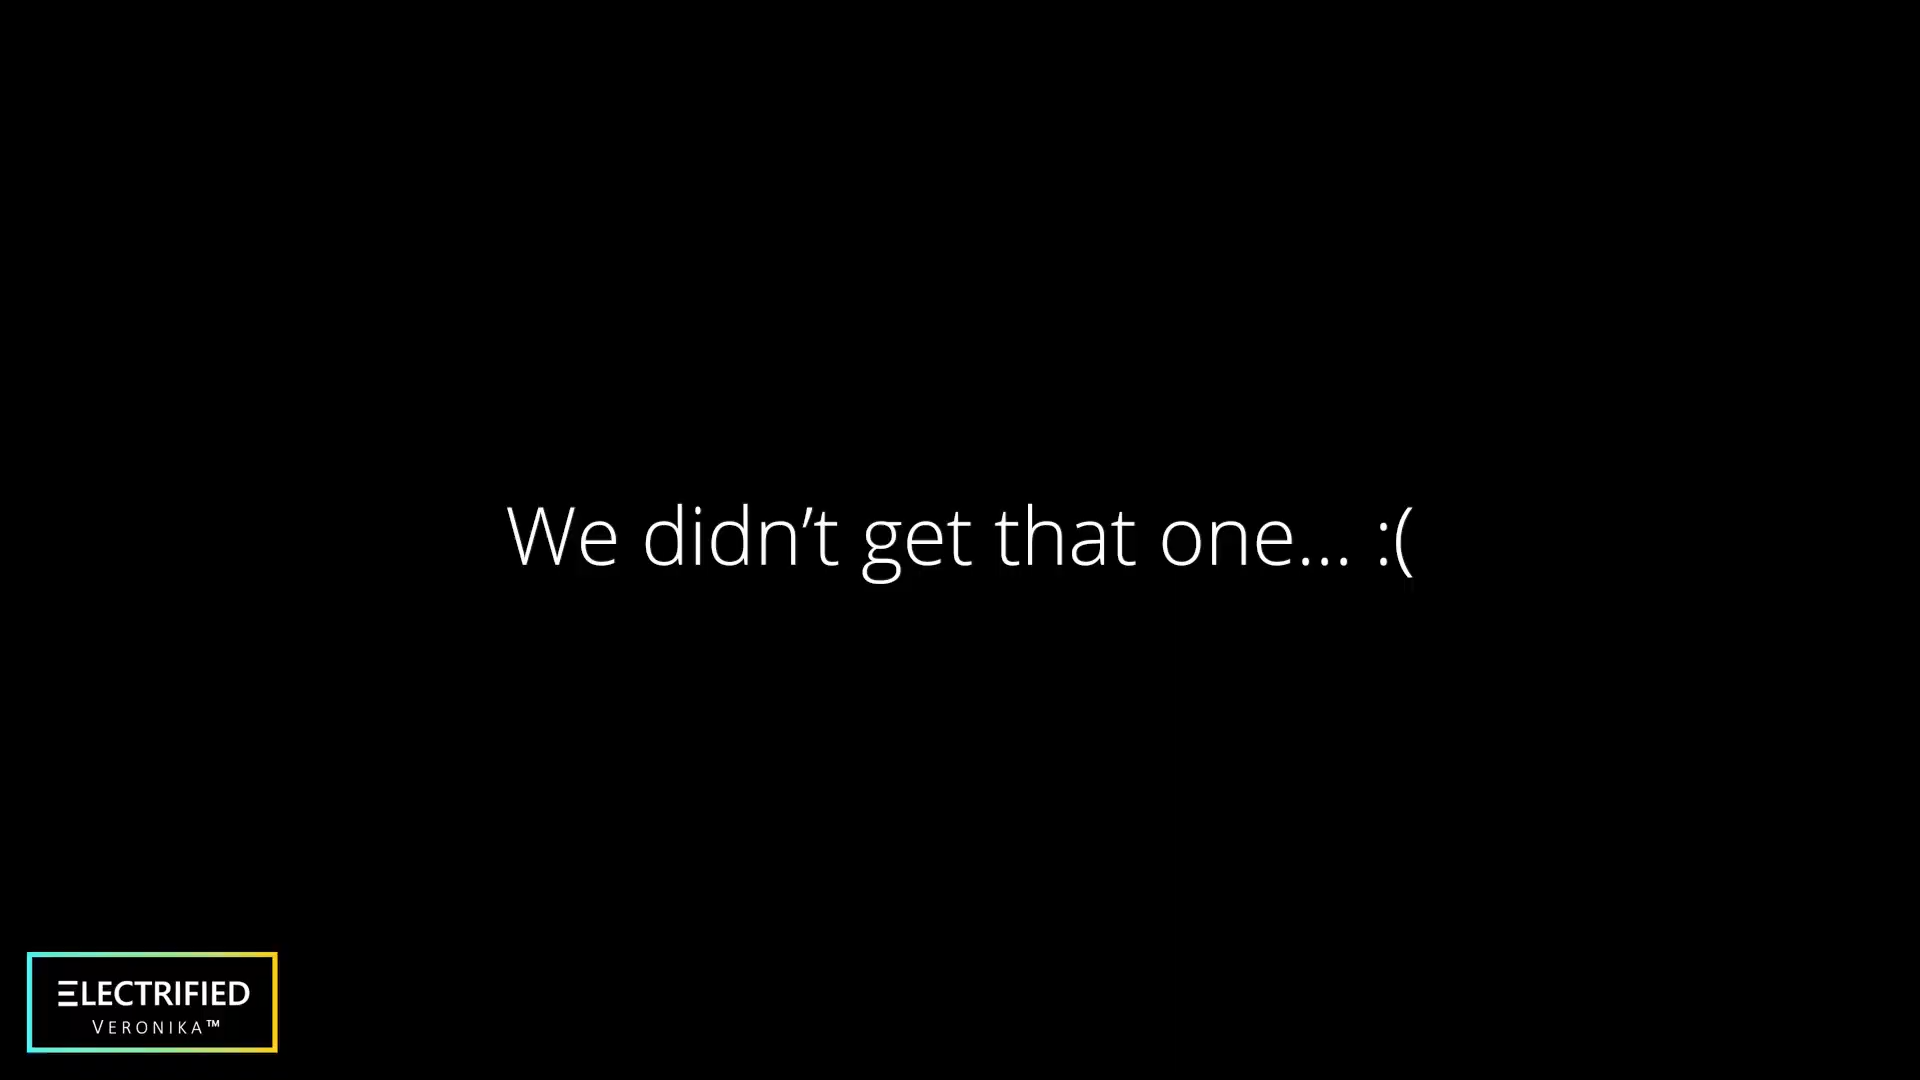 We didn’t get that one... :(
ELECTRIFIED
VERONIKA™